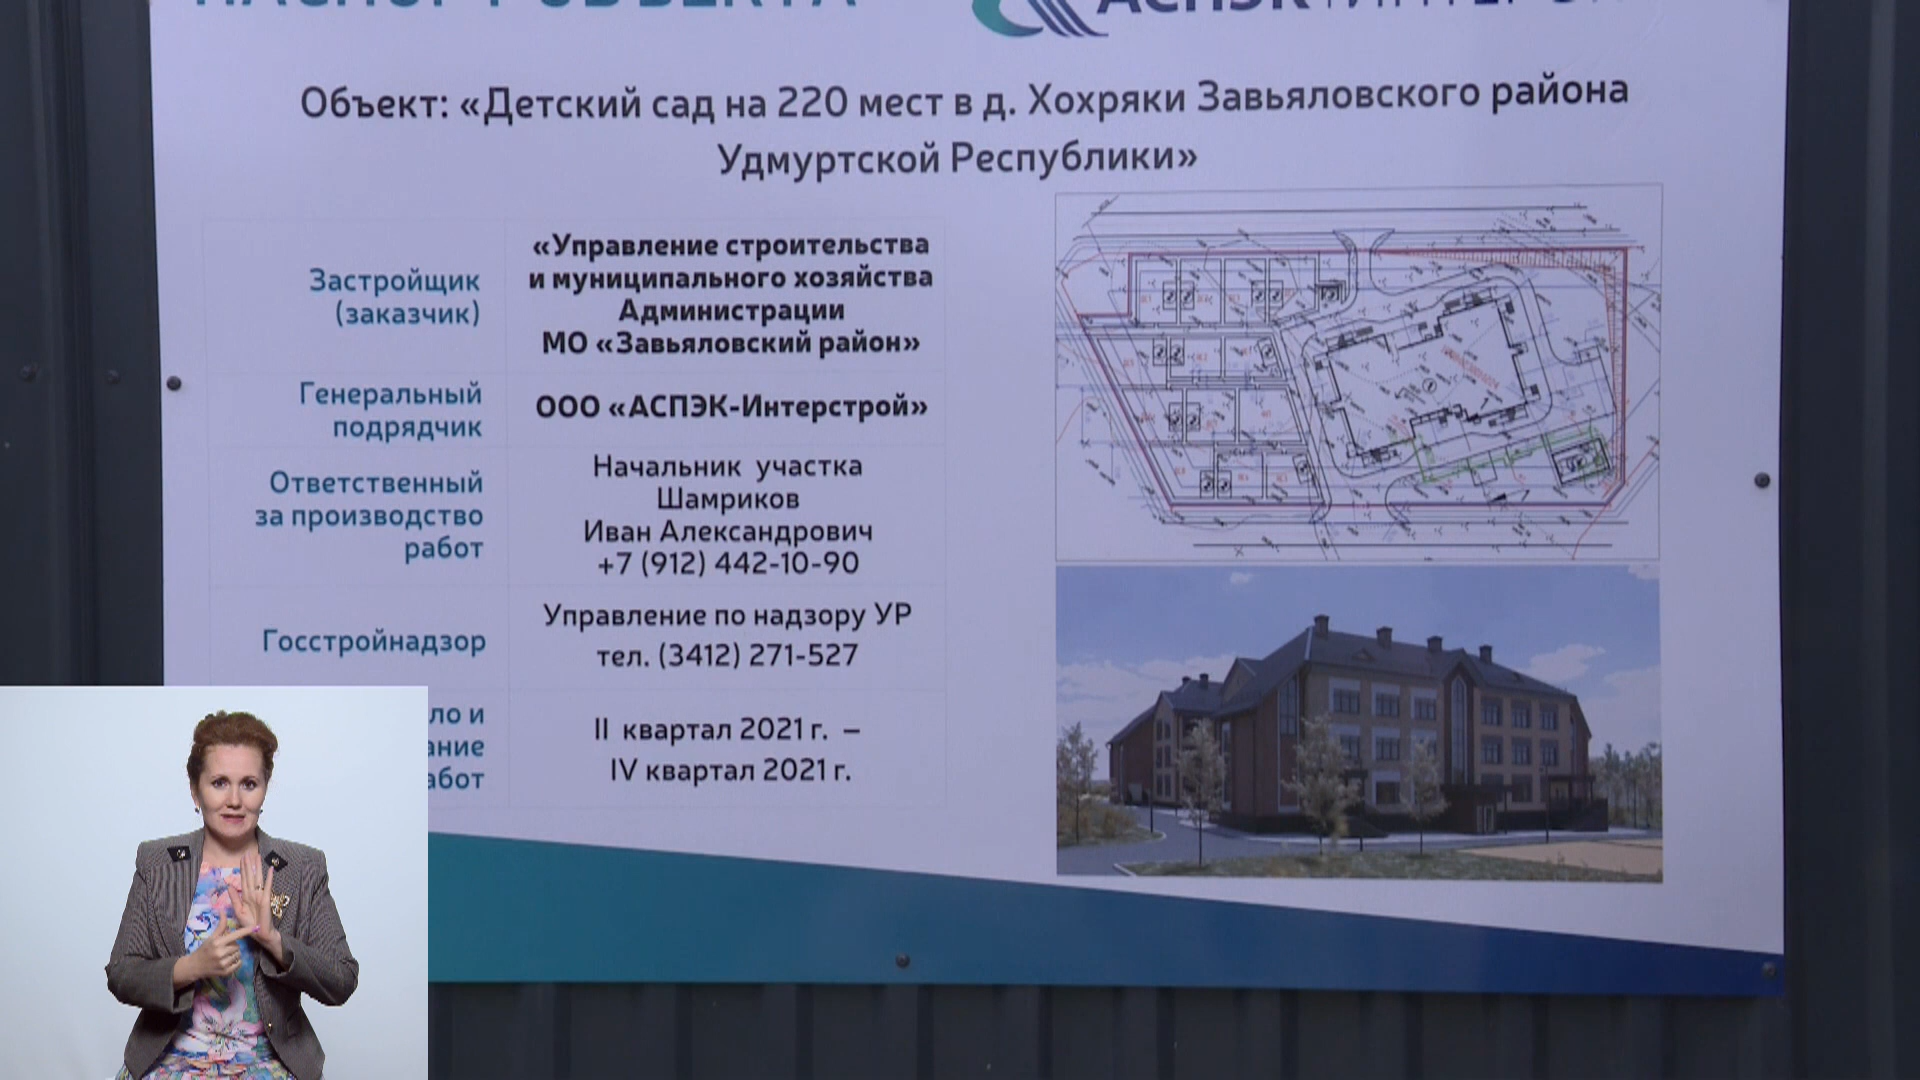 ПАСПОРТ ОБЪЕКТА
Объект: «Детский сад на 220 мест в д. Хохряки Завьяловского района
Удмуртской Республики»
Застройщик
(заказчик)
«Управление строительства
и муниципального хозяйства
Администрации
МО «Завьяловский район»
Генеральный
подрядчик
ООО «АСПЭК-Интерстрой»
Ответственный
за производство
работ
Начальник участка
Шамриков
Иван Александрович
+7 (912) 442-10-90
Госстройнадзор
Управление по надзору УР
тел. (3412) 271-527
II квартал 2021 г. –
IV квартал 2021 г.